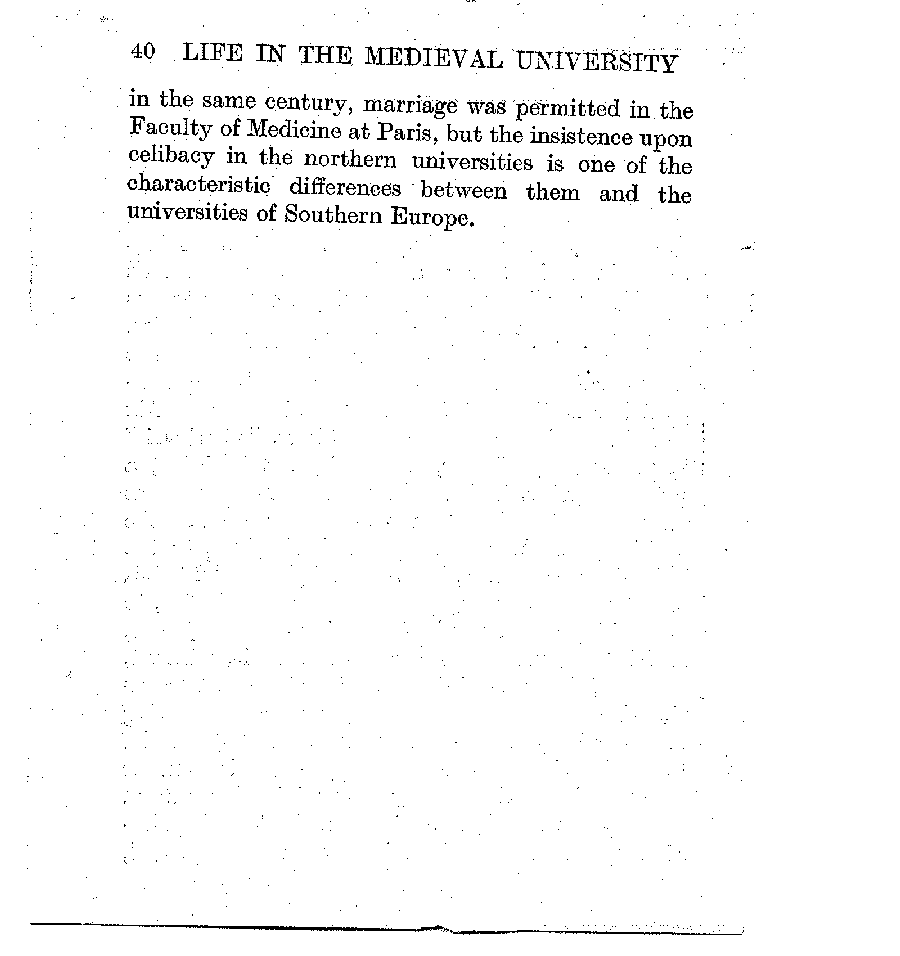 40 LIFE IN THE MEDIEVAL UNIVERSITY
in the same century, marriage was permitted in the
Faculty of Medicine at Paris, but the insistence upon
celibacy in the northern universities is one of the
characteristic differences between them and the
universities of Southern Europe.